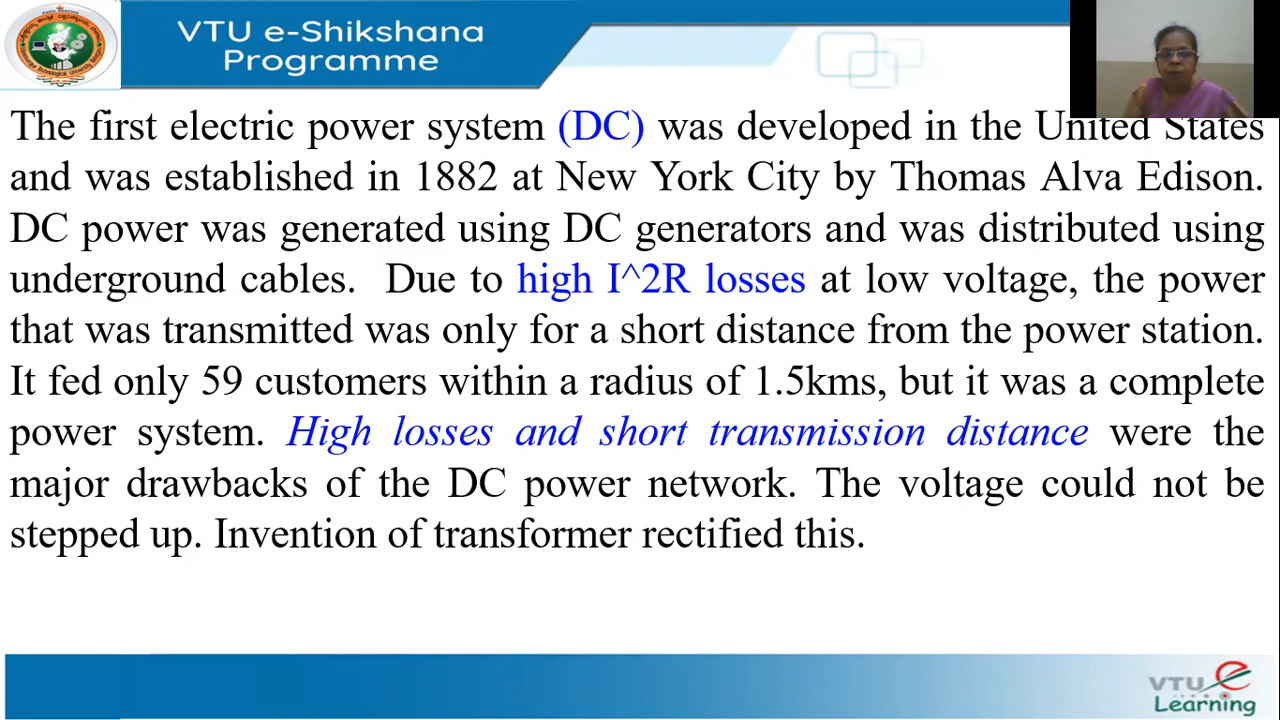 VTU e-Shikshana
Programme
The first electric power system (DC) was developed in the United States
and was established in 1882 at New York City by Thomas Alva Edison.
DC power was generated using DC generators and was distributed using
underground cables.  Due to high I^2R losses at low voltage, the power
that was transmitted was only for a short distance from the power station.
It fed only 59 customers within a radius of 1.5kms, but it was a complete
power system. High losses and short transmission distance were the
major drawbacks of the DC power network. The voltage could not be
stepped up. Invention of transformer rectified this.
VTU e
Learning